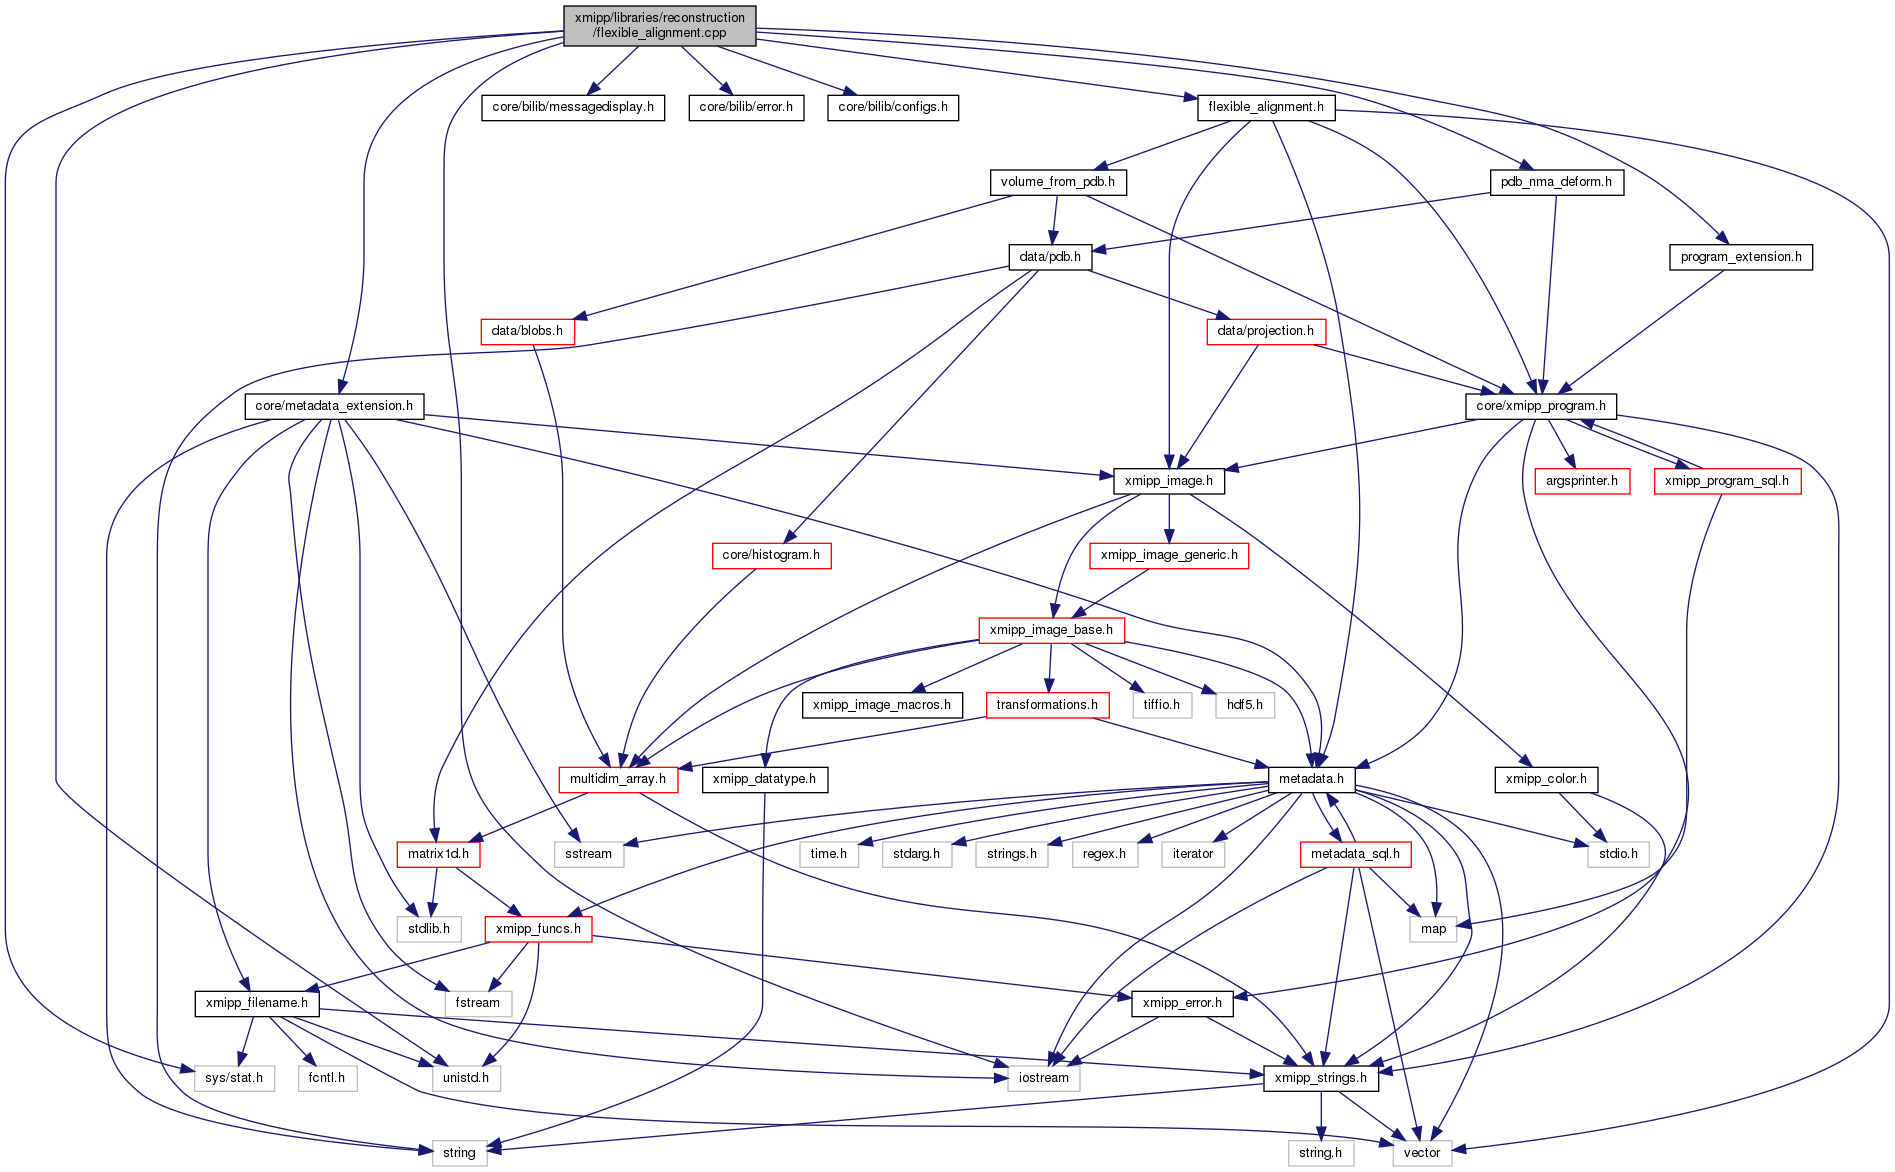 xmipp/libraries/reconstruction
/flexible_alignment.cpp
core/bilib/messagedisplay.h
core/bilib/error.h
core/bilib/configs.h
flexible_alignment.h
volume_from_pdb.h
pdb_nma_deform.h
data/pdb.h
program_extension.h
data/blobs.h
data/projection.h
core/metadata_extension.h
core/xmipp_program.h
xmipp_image.h
argsprinter.h
xmipp_program_sql.h
core/histogram.h
xmipp_image_generic.h
xmipp_image_base.h
xmipp_image_macros.h
transformations.h
tiffio.h
hdf5.h
multidim_array.h
xmipp_datatype.h
metadata.h
xmipp_color.h
matrix1d.h
sstream
time.h
stdarg.h
strings.h
regex.h
iterator
metadata_sql.h
stdio.h
stdlib.h
xmipp_funcs.h
map
xmipp_filename.h
fstream
xmipp_error.h
sys/stat.h
fcntl.h
unistd.h
iostream
xmipp_strings.h
string
string.h
vector